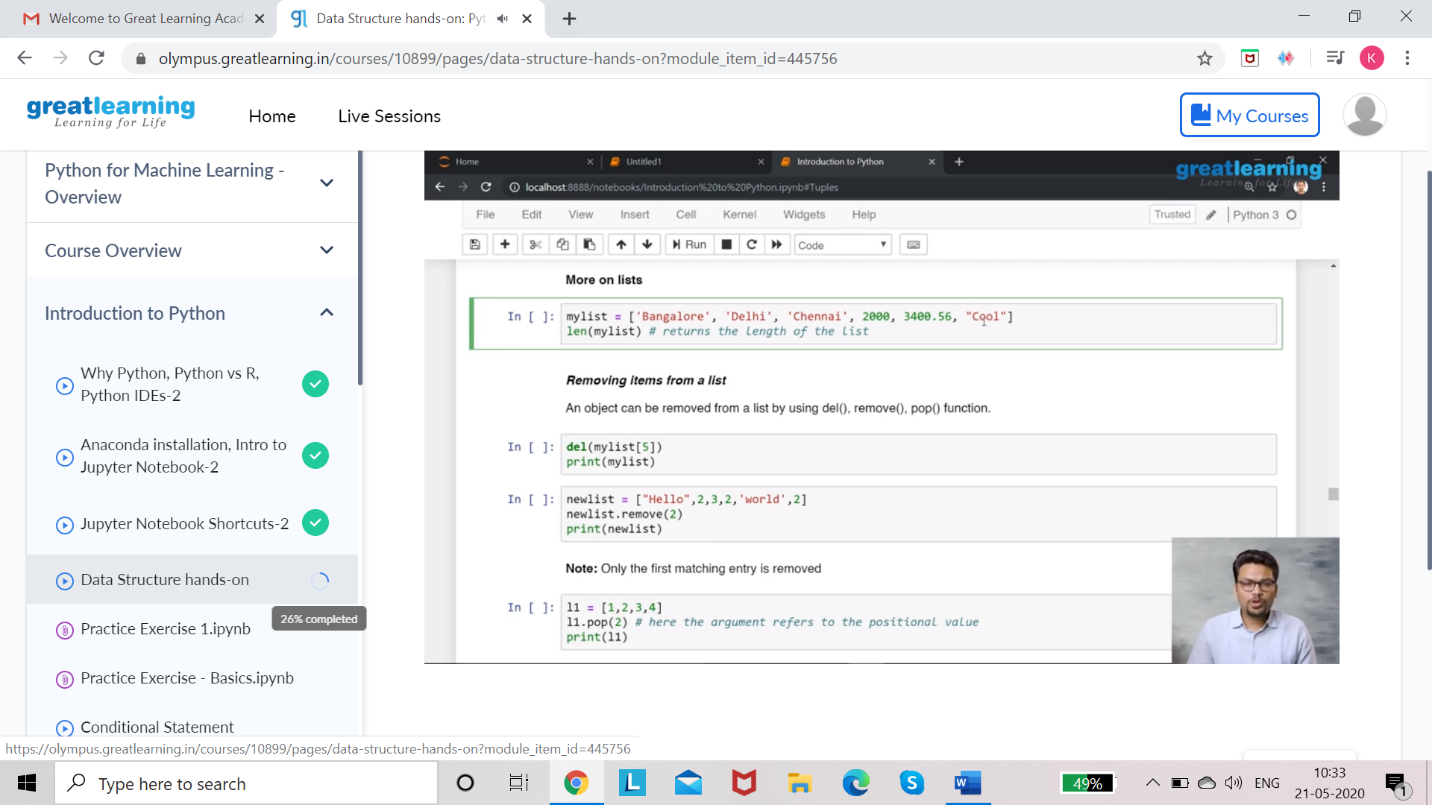 Welcome to Great Learning Acad
Data Structure hands-on: Pyt
olympus.greatlearning.in/courses/10899/pages/data-structure-hands-on?module_item_id=445756
K
greatlearning
Learning for Life
Home
Live Sessions
My Courses
Python for Machine Learning -
Overview
Course Overview
Introduction to Python
Why Python, Python vs R,
Python IDEs-2
Anaconda installation, Intro to
Jupyter Notebook-2
Jupyter Notebook Shortcuts-2
Data Structure hands-on
26% completed
Practice Exercise 1.ipynb
Practice Exercise - Basics.ipynb
Conditional Statement
Home
Untitled1
Introduction to Python
greatlearning
Learning for Life
localhost:8888/notebooks/Introduction%20to%20Python.ipynb#Tuples
File Edit View Insert Cell Kernel Widgets Help
Trusted
Python 3
Run
Code
More on lists
In [ ]: mylist = ['Bangalore', 'Delhi', 'Chennai', 2000, 3400.56, "Cool"]
len(mylist) # returns the length of the list
Removing items from a list
An object can be removed from a list by using del(), remove(), pop() function.
In [ ]: del(mylist[5])
print(mylist)
In [ ]: newlist = ["Hello",2,3,2,'world',2]
newlist.remove(2)
print(newlist)
Note: Only the first matching entry is removed
In [ ]: l1 = [1,2,3,4]
l1.pop(2) # here the argument refers to the positional value
print(l1)
https://olympus.greatlearning.in/courses/10899/pages/data-structure-hands-on?module_item_id=445756
Type here to search
49%
ENG
10:33
21-05-2020
1